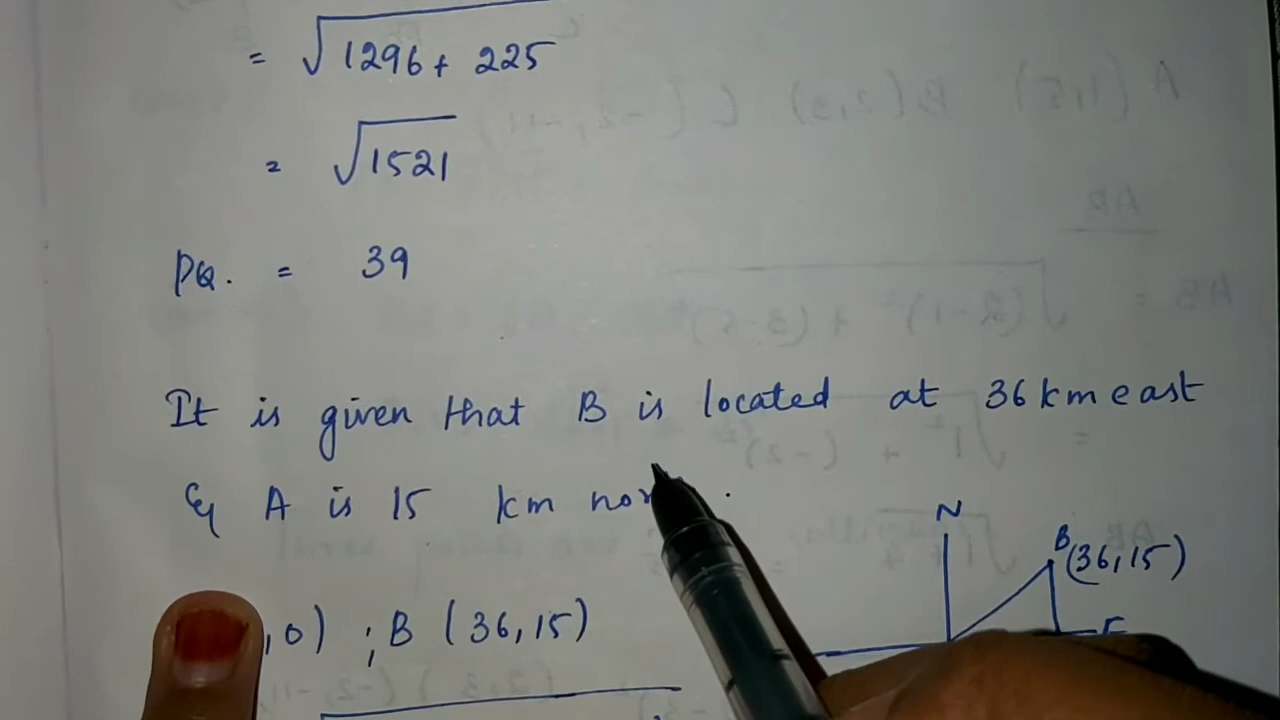 = √1296 + 225
= √1521
PQ. = 39
It is given that B is located at 36 km east
& A is 15 km
N
B (36, 15)
, 0) ; B (36, 15)
E